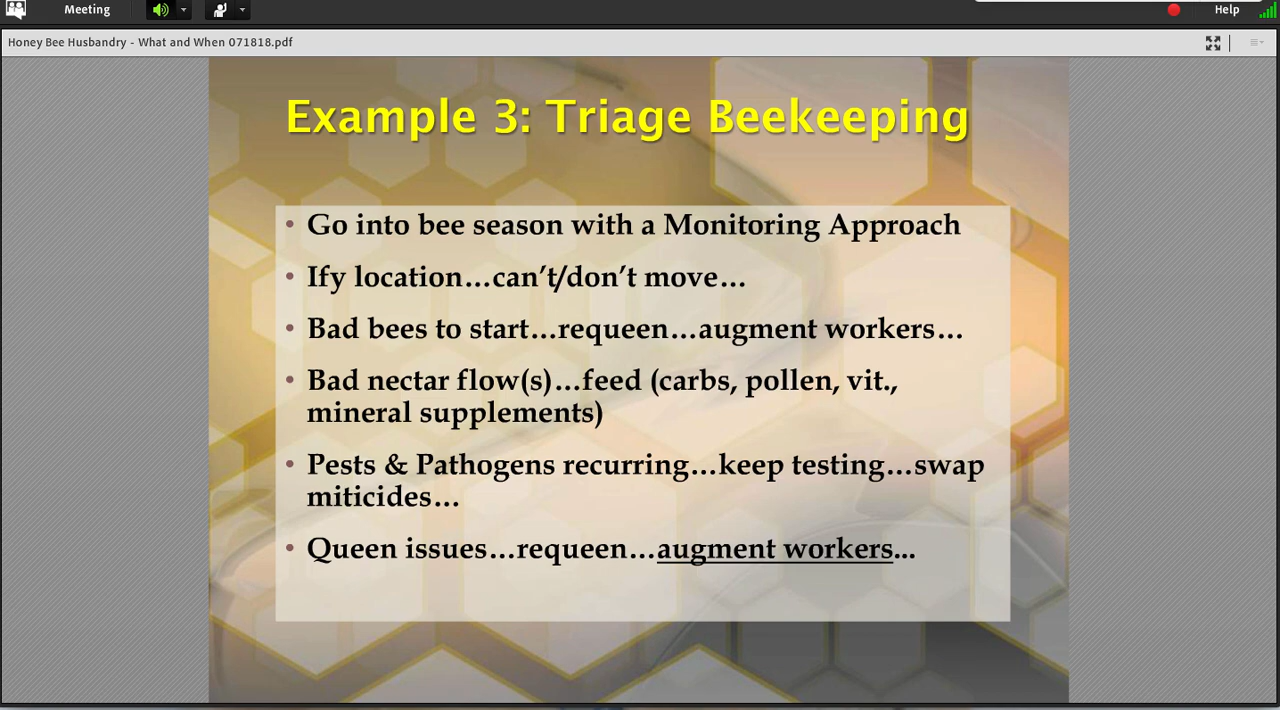 Meeting
Help
Honey Bee Husbandry - What and When 071818.pdf
Example 3: Triage Beekeeping
• Go into bee season with a Monitoring Approach
• Ify location...can't/don't move...
• Bad bees to start...requeen...augment workers...
• Bad nectar flow(s)...feed (carbs, pollen, vit.,
mineral supplements)
• Pests & Pathogens recurring...keep testing...swap
miticides...
• Queen issues...requeen...augment workers...